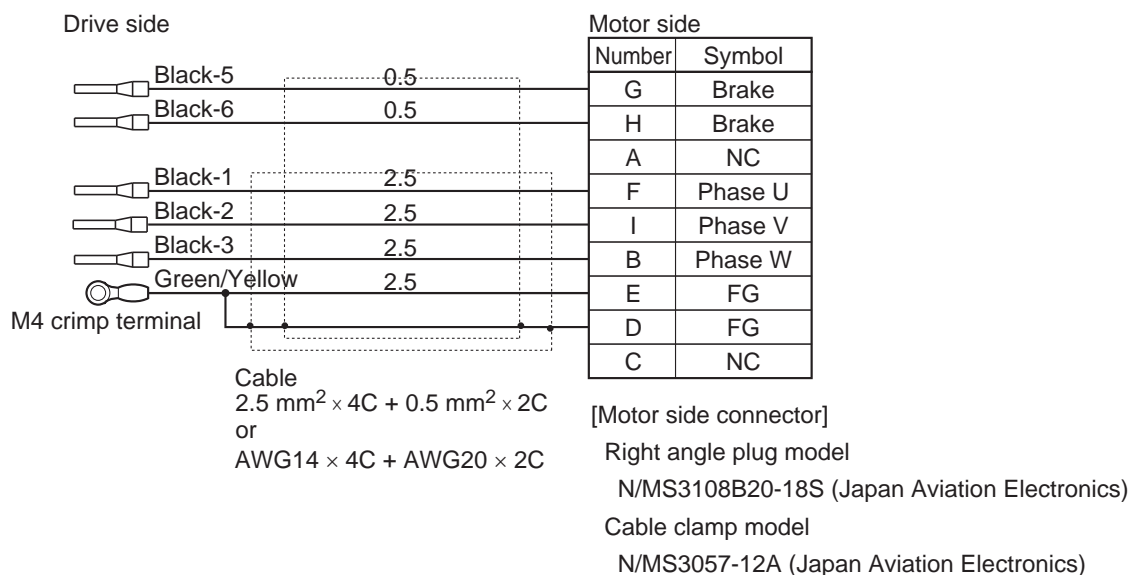 Drive side
Motor side
Number Symbol
Black-5 0.5 G Brake
Black-6 0.5 H Brake
A NC
Black-1 2.5 F Phase U
Black-2 2.5 I Phase V
Black-3 2.5 B Phase W
Green/Yellow 2.5 E FG
M4 crimp terminal D FG
C NC
Cable
2.5 mm² × 4C + 0.5 mm² × 2C
or
AWG14 × 4C + AWG20 × 2C
[Motor side connector]
Right angle plug model
N/MS3108B20-18S (Japan Aviation Electronics)
Cable clamp model
N/MS3057-12A (Japan Aviation Electronics)